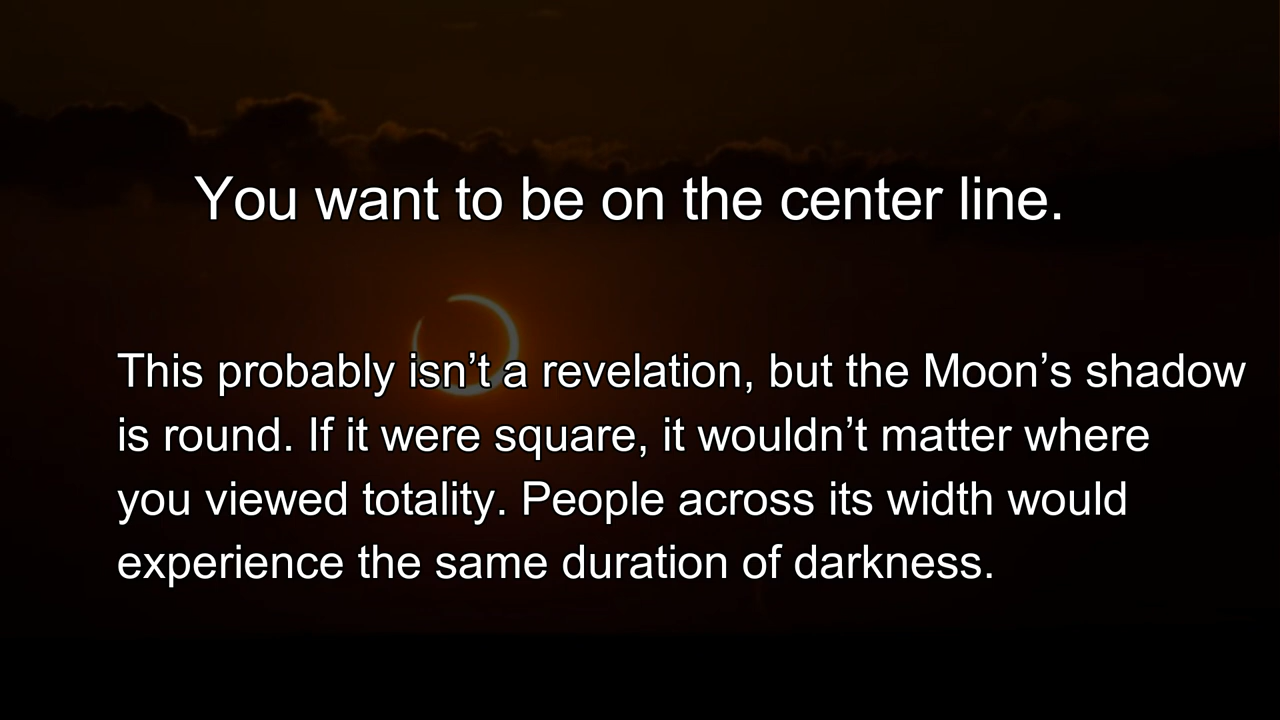 You want to be on the center line.
This probably isn’t a revelation, but the Moon’s shadow
is round. If it were square, it wouldn’t matter where
you viewed totality. People across its width would
experience the same duration of darkness.